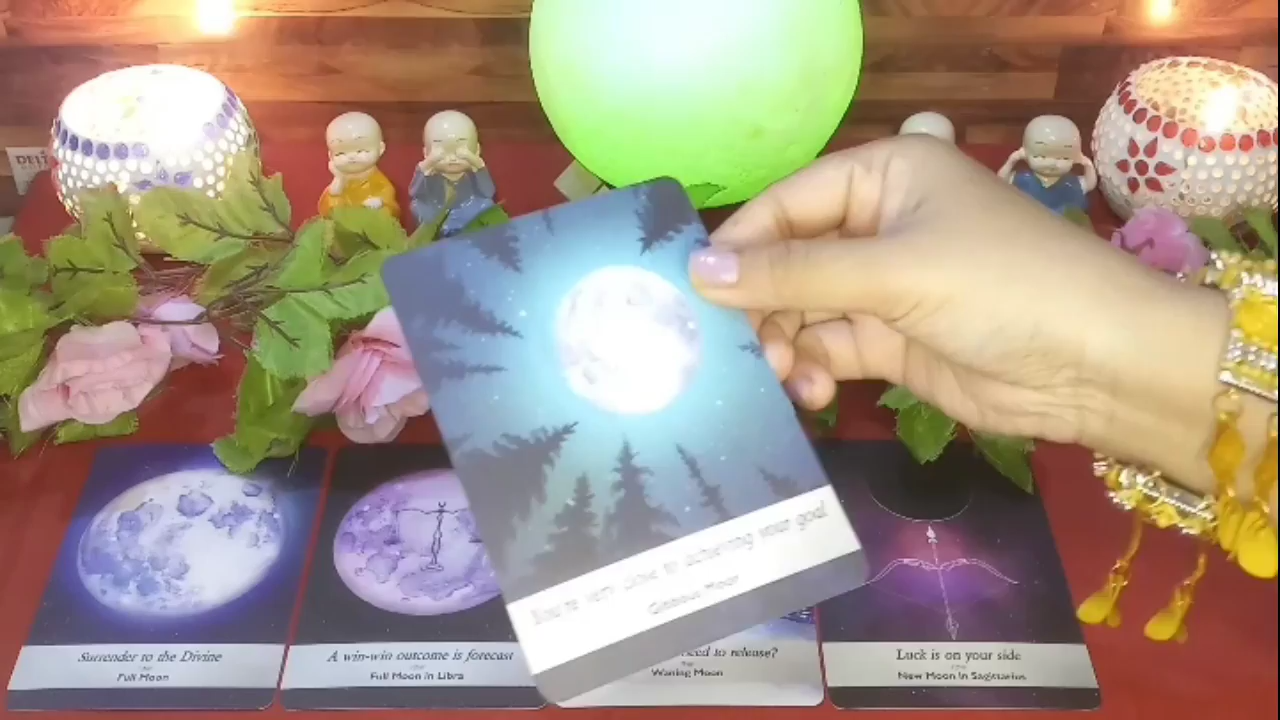 DELI
You're very close to achieving your goal
Gibbous Moon
Surrender to the Divine
Full Moon
A win-win outcome is forecast
Full Moon in Libra
need to release?
Waning Moon
Luck is on your side
New Moon in Sagittarius